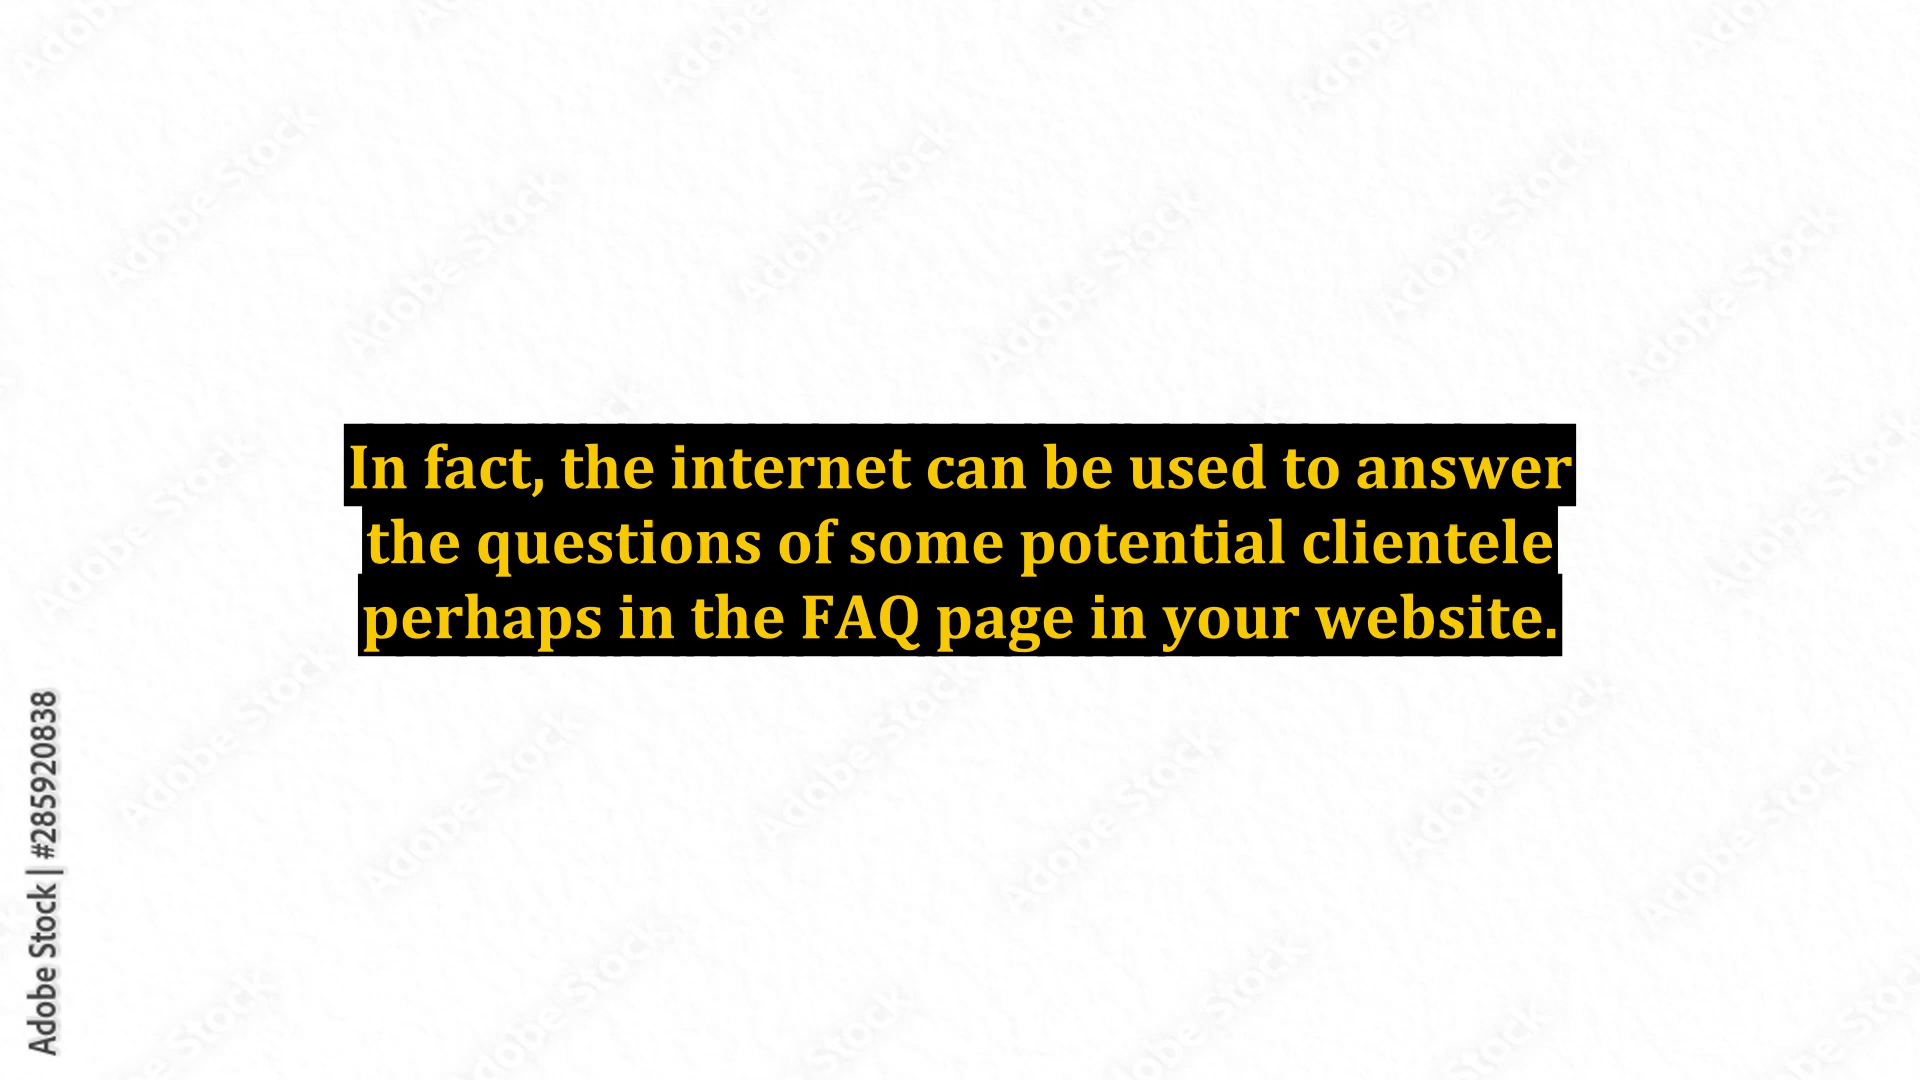 In fact, the internet can be used to answer
the questions of some potential clientele
perhaps in the FAQ page in your website.
Adobe Stock | #285920838